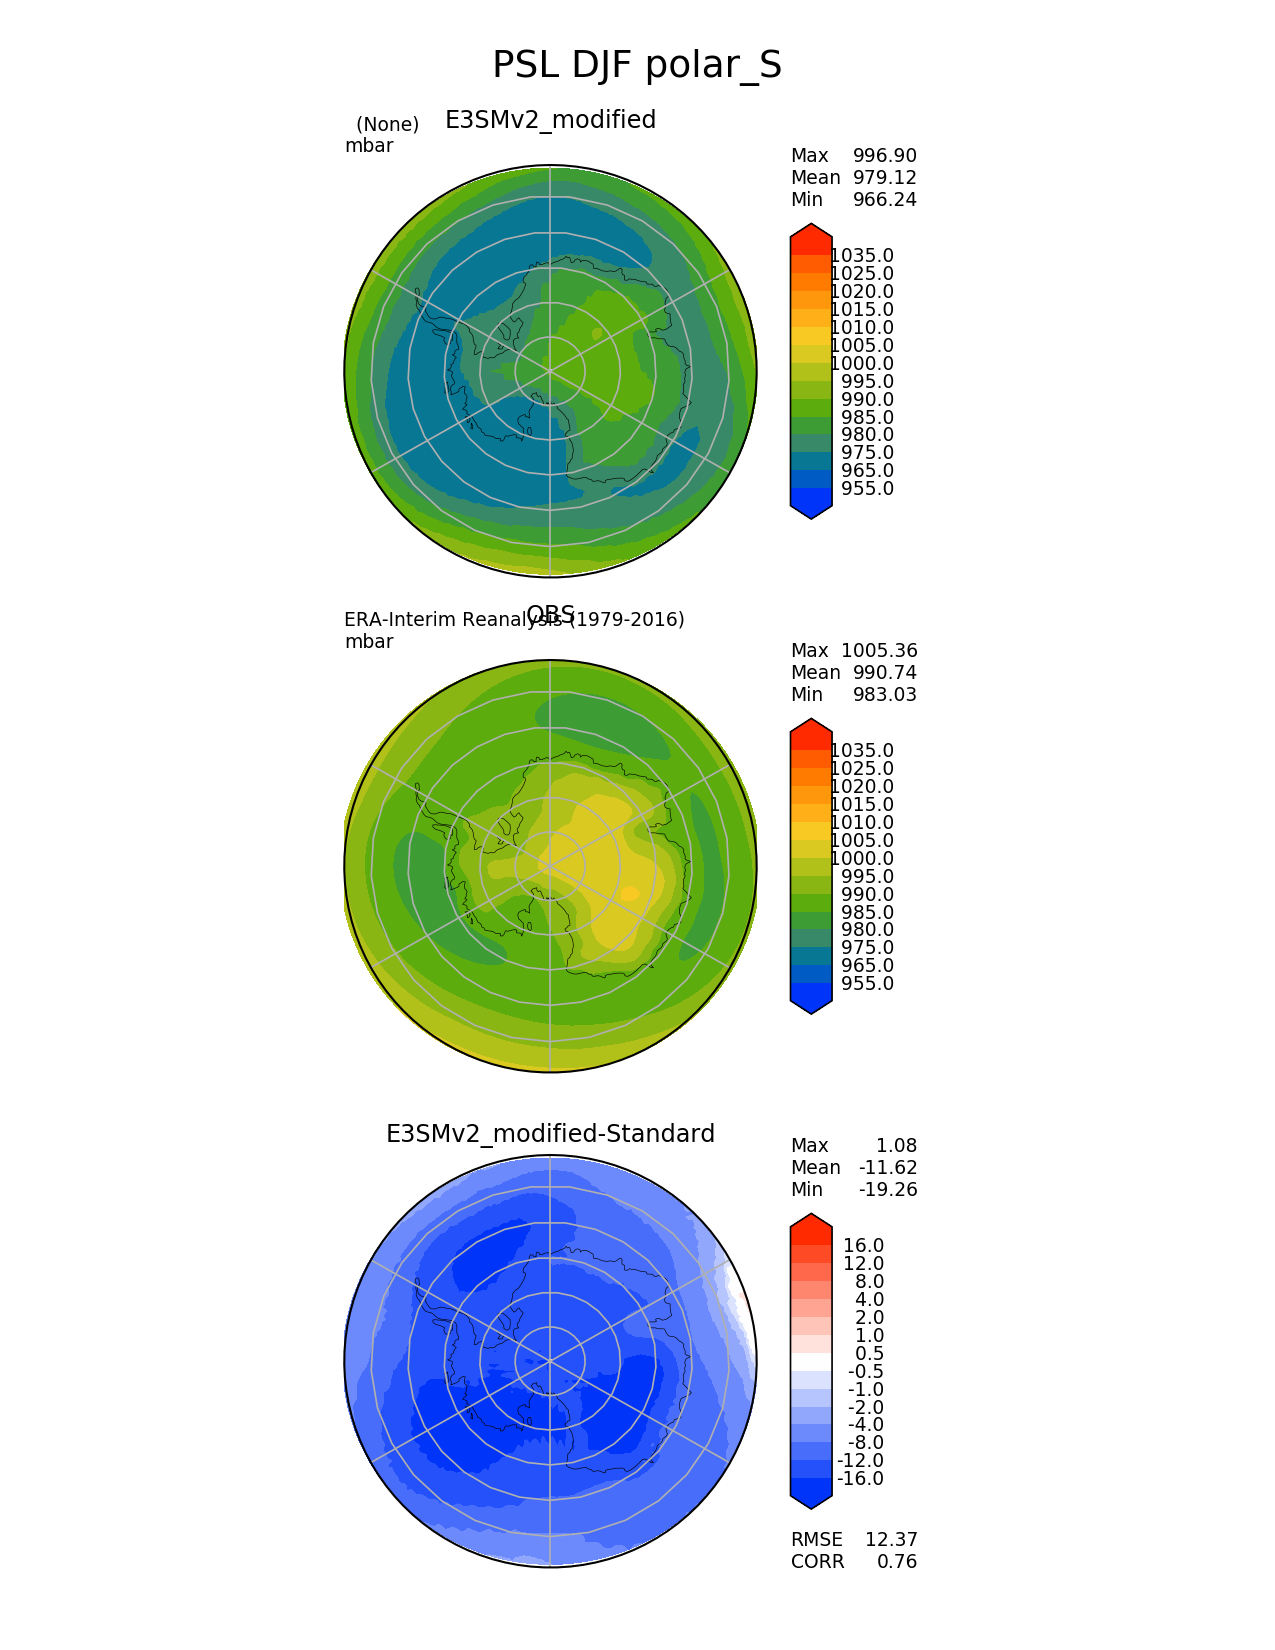 PSL DJF polar_S
(None)
E3SMv2_modified
mbar
Max 996.90
Mean 979.12
Min 966.24
1035.0
1025.0
1020.0
1015.0
1010.0
1005.0
1000.0
995.0
990.0
985.0
980.0
975.0
965.0
955.0
OBS
ERA-Interim Reanalysis (1979-2016)
mbar
Max 1005.36
Mean 990.74
Min 983.03
1035.0
1025.0
1020.0
1015.0
1010.0
1005.0
1000.0
995.0
990.0
985.0
980.0
975.0
965.0
955.0
E3SMv2_modified-Standard
Max 1.08
Mean -11.62
Min -19.26
16.0
12.0
8.0
4.0
2.0
1.0
0.5
-0.5
-1.0
-2.0
-4.0
-8.0
-12.0
-16.0
RMSE 12.37
CORR 0.76